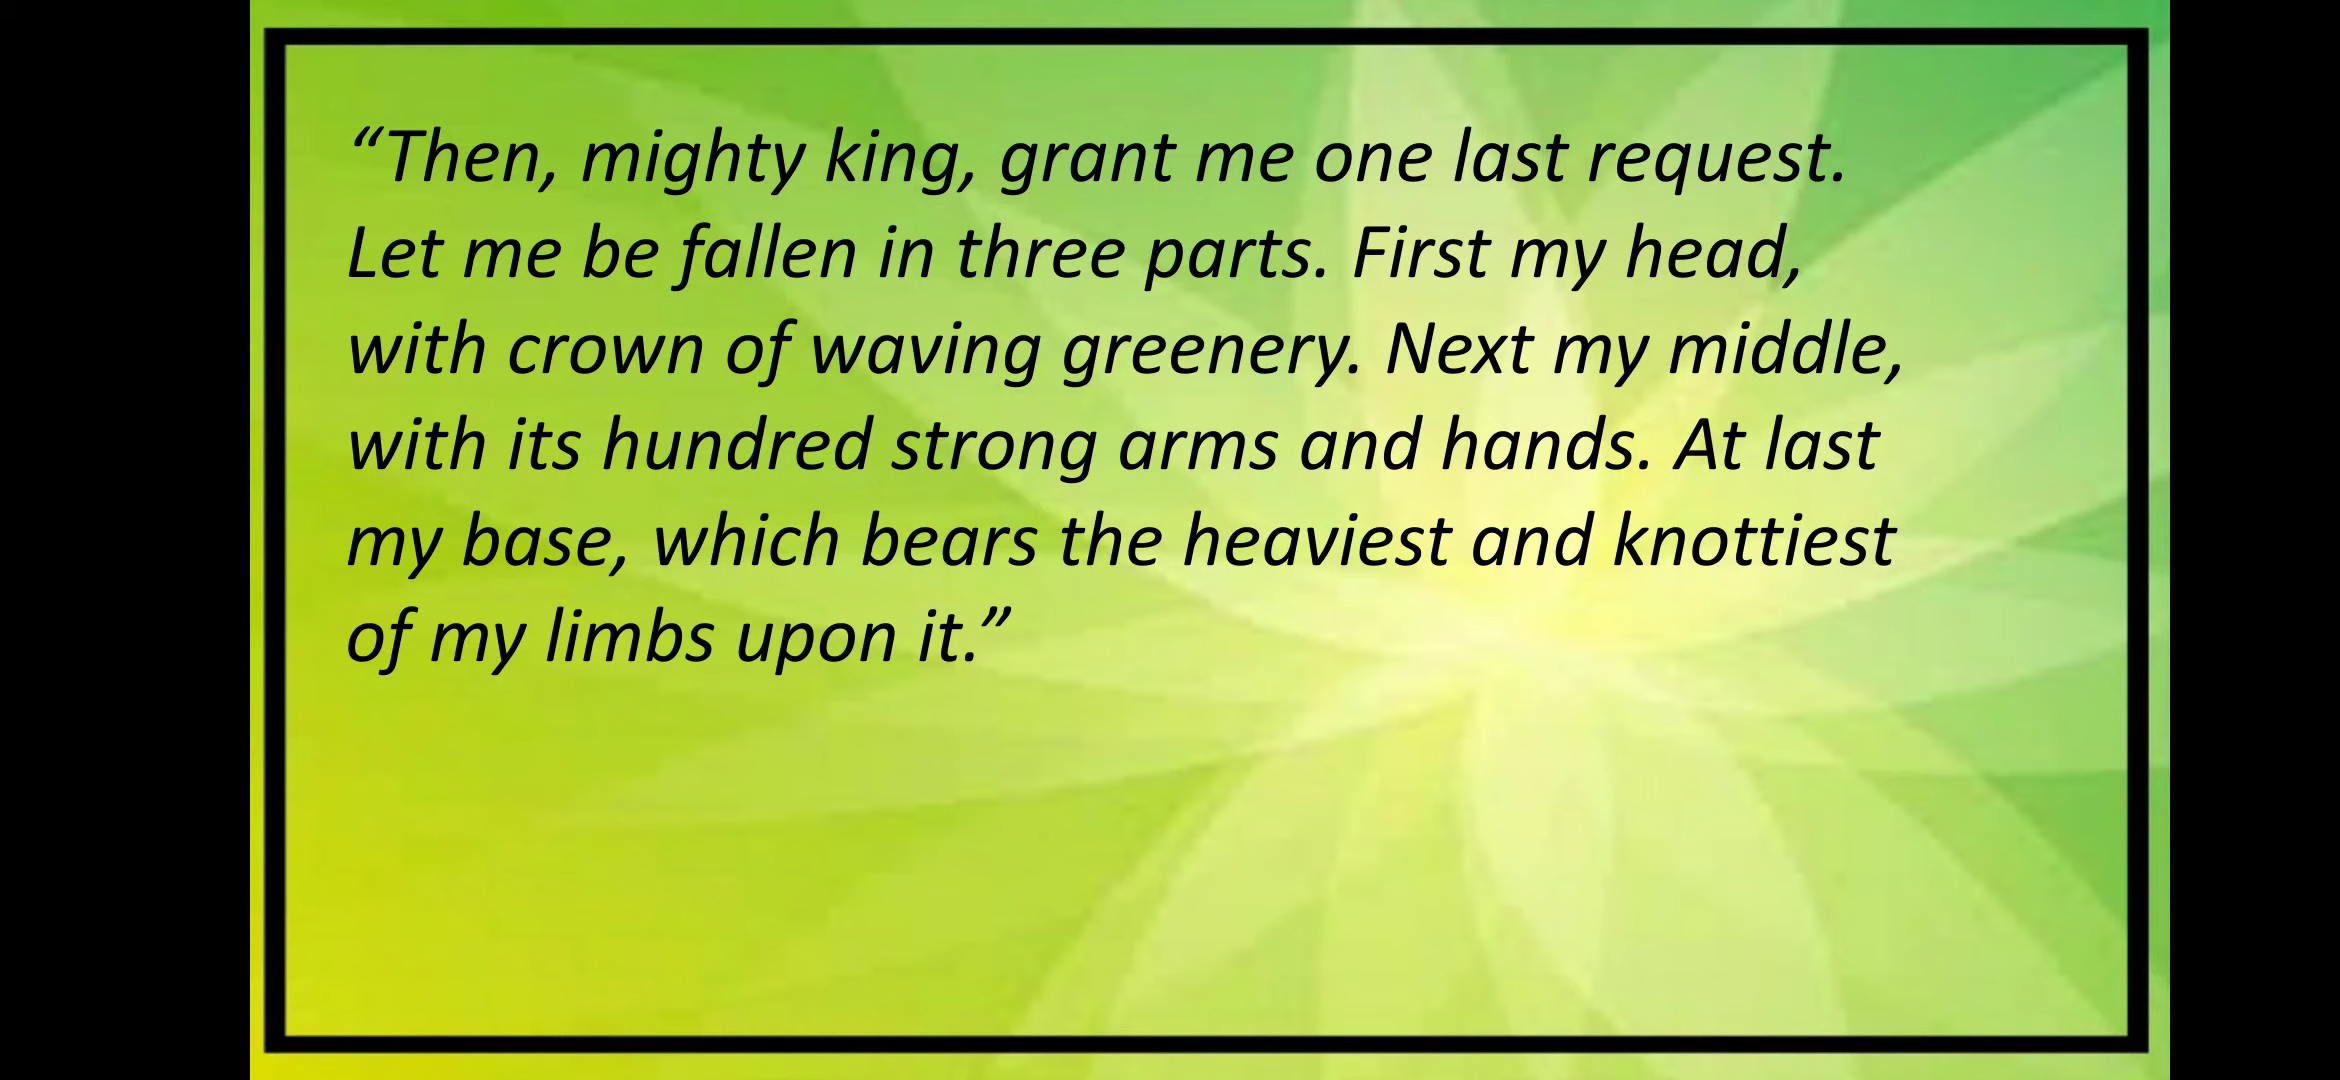 “Then, mighty king, grant me one last request.
Let me be fallen in three parts. First my head,
with crown of waving greenery. Next my middle,
with its hundred strong arms and hands. At last
my base, which bears the heaviest and knottiest
of my limbs upon it.”